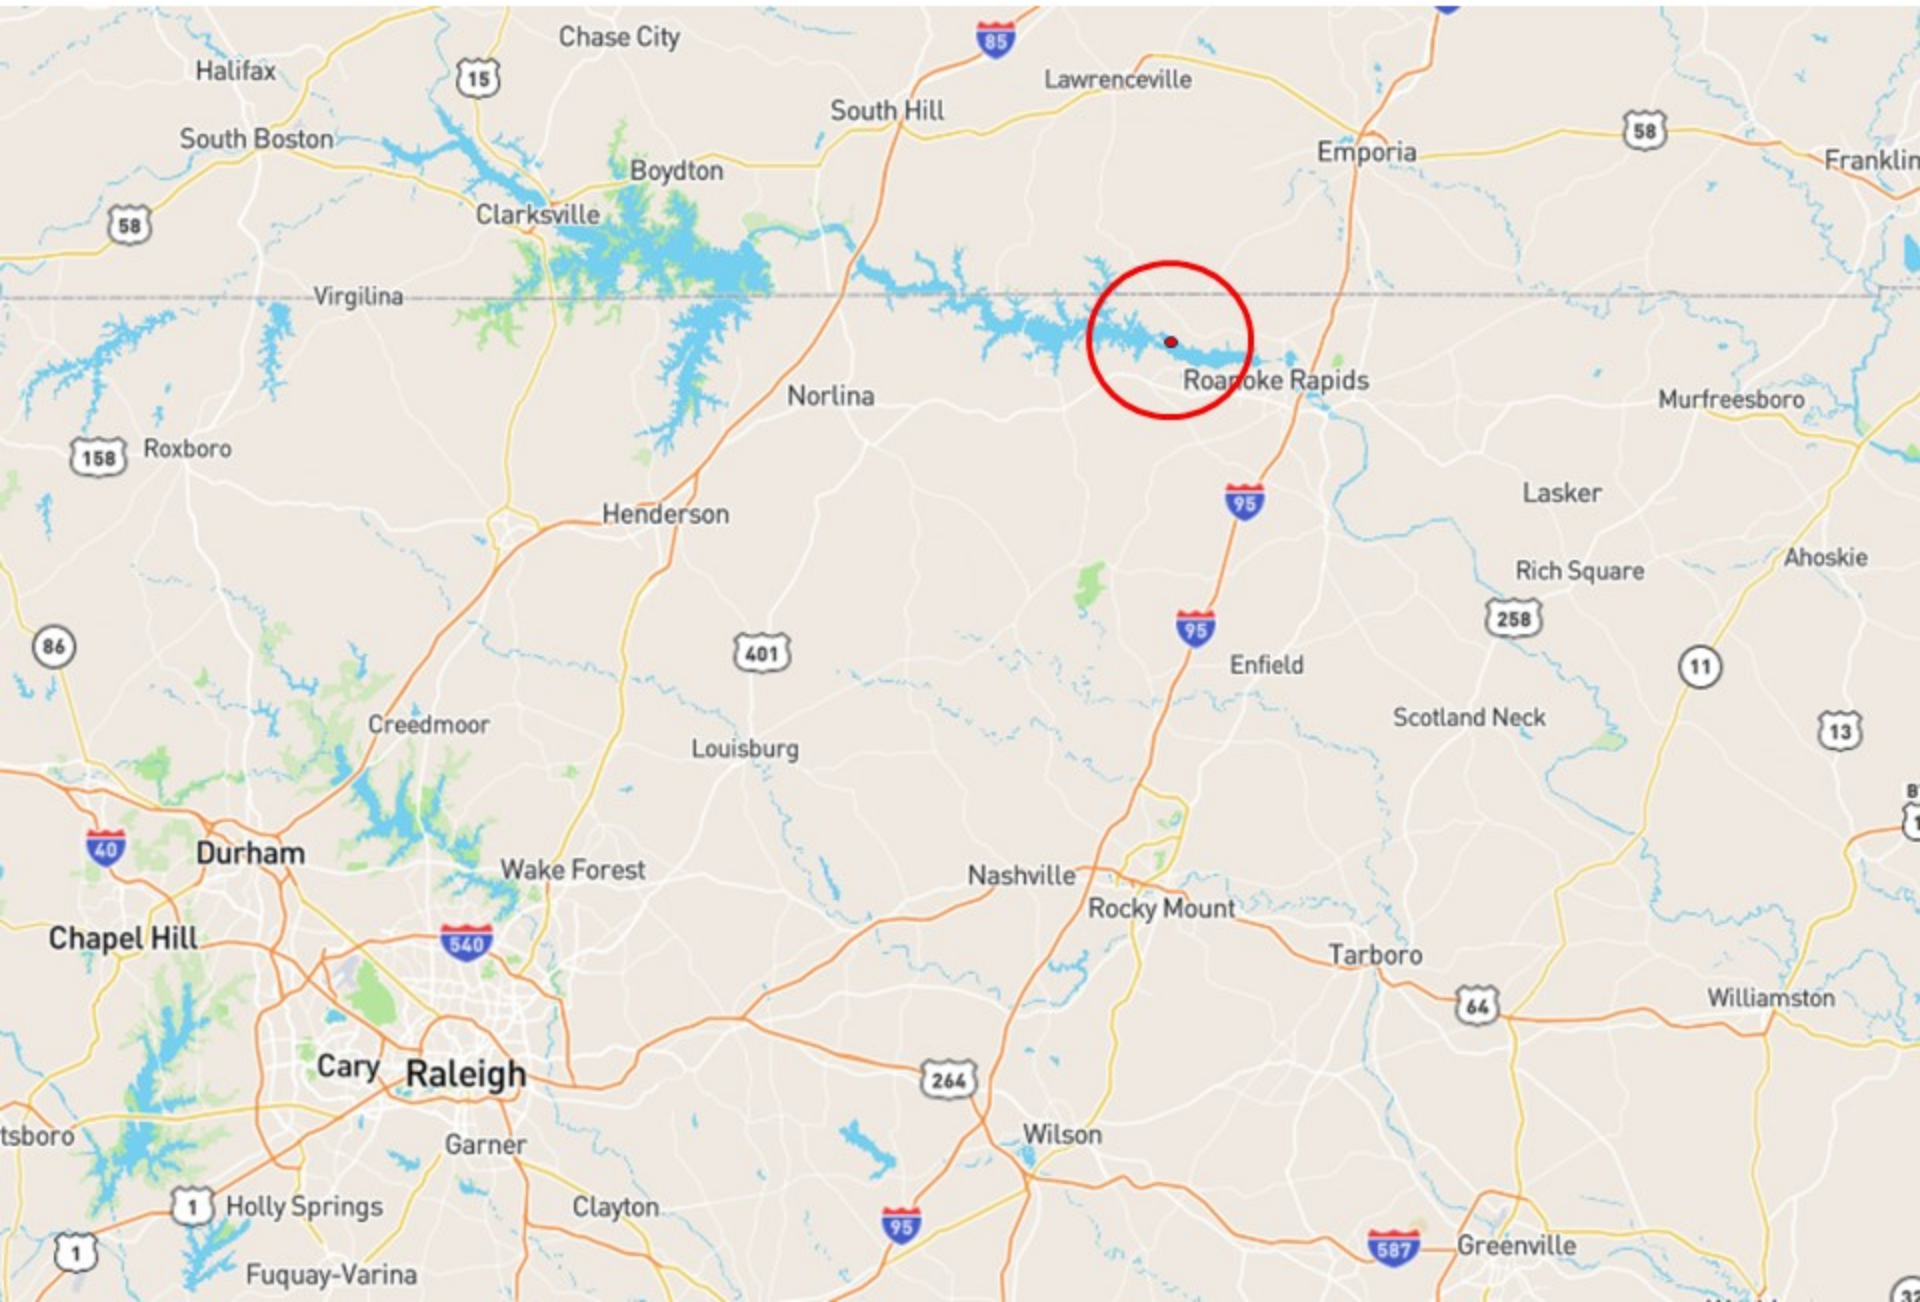 Chase City
85
Halifax
15
Lawrenceville
South Hill
58
South Boston
Emporia
Franklin
Boydton
58
Clarksville
Virgilina
Roanoke Rapids
Norlina
Murfreesboro
158
Roxboro
95
Lasker
Henderson
Ahoskie
Rich Square
258
95
86
401
Enfield
11
Scotland Neck
13
Creedmoor
Louisburg
40
Durham
Wake Forest
Nashville
Rocky Mount
Chapel Hill
540
Tarboro
64
Williamston
Cary
Raleigh
264
tsboro
Garner
Wilson
1
Holly Springs
Clayton
95
1
587
Greenville
Fuquay-Varina